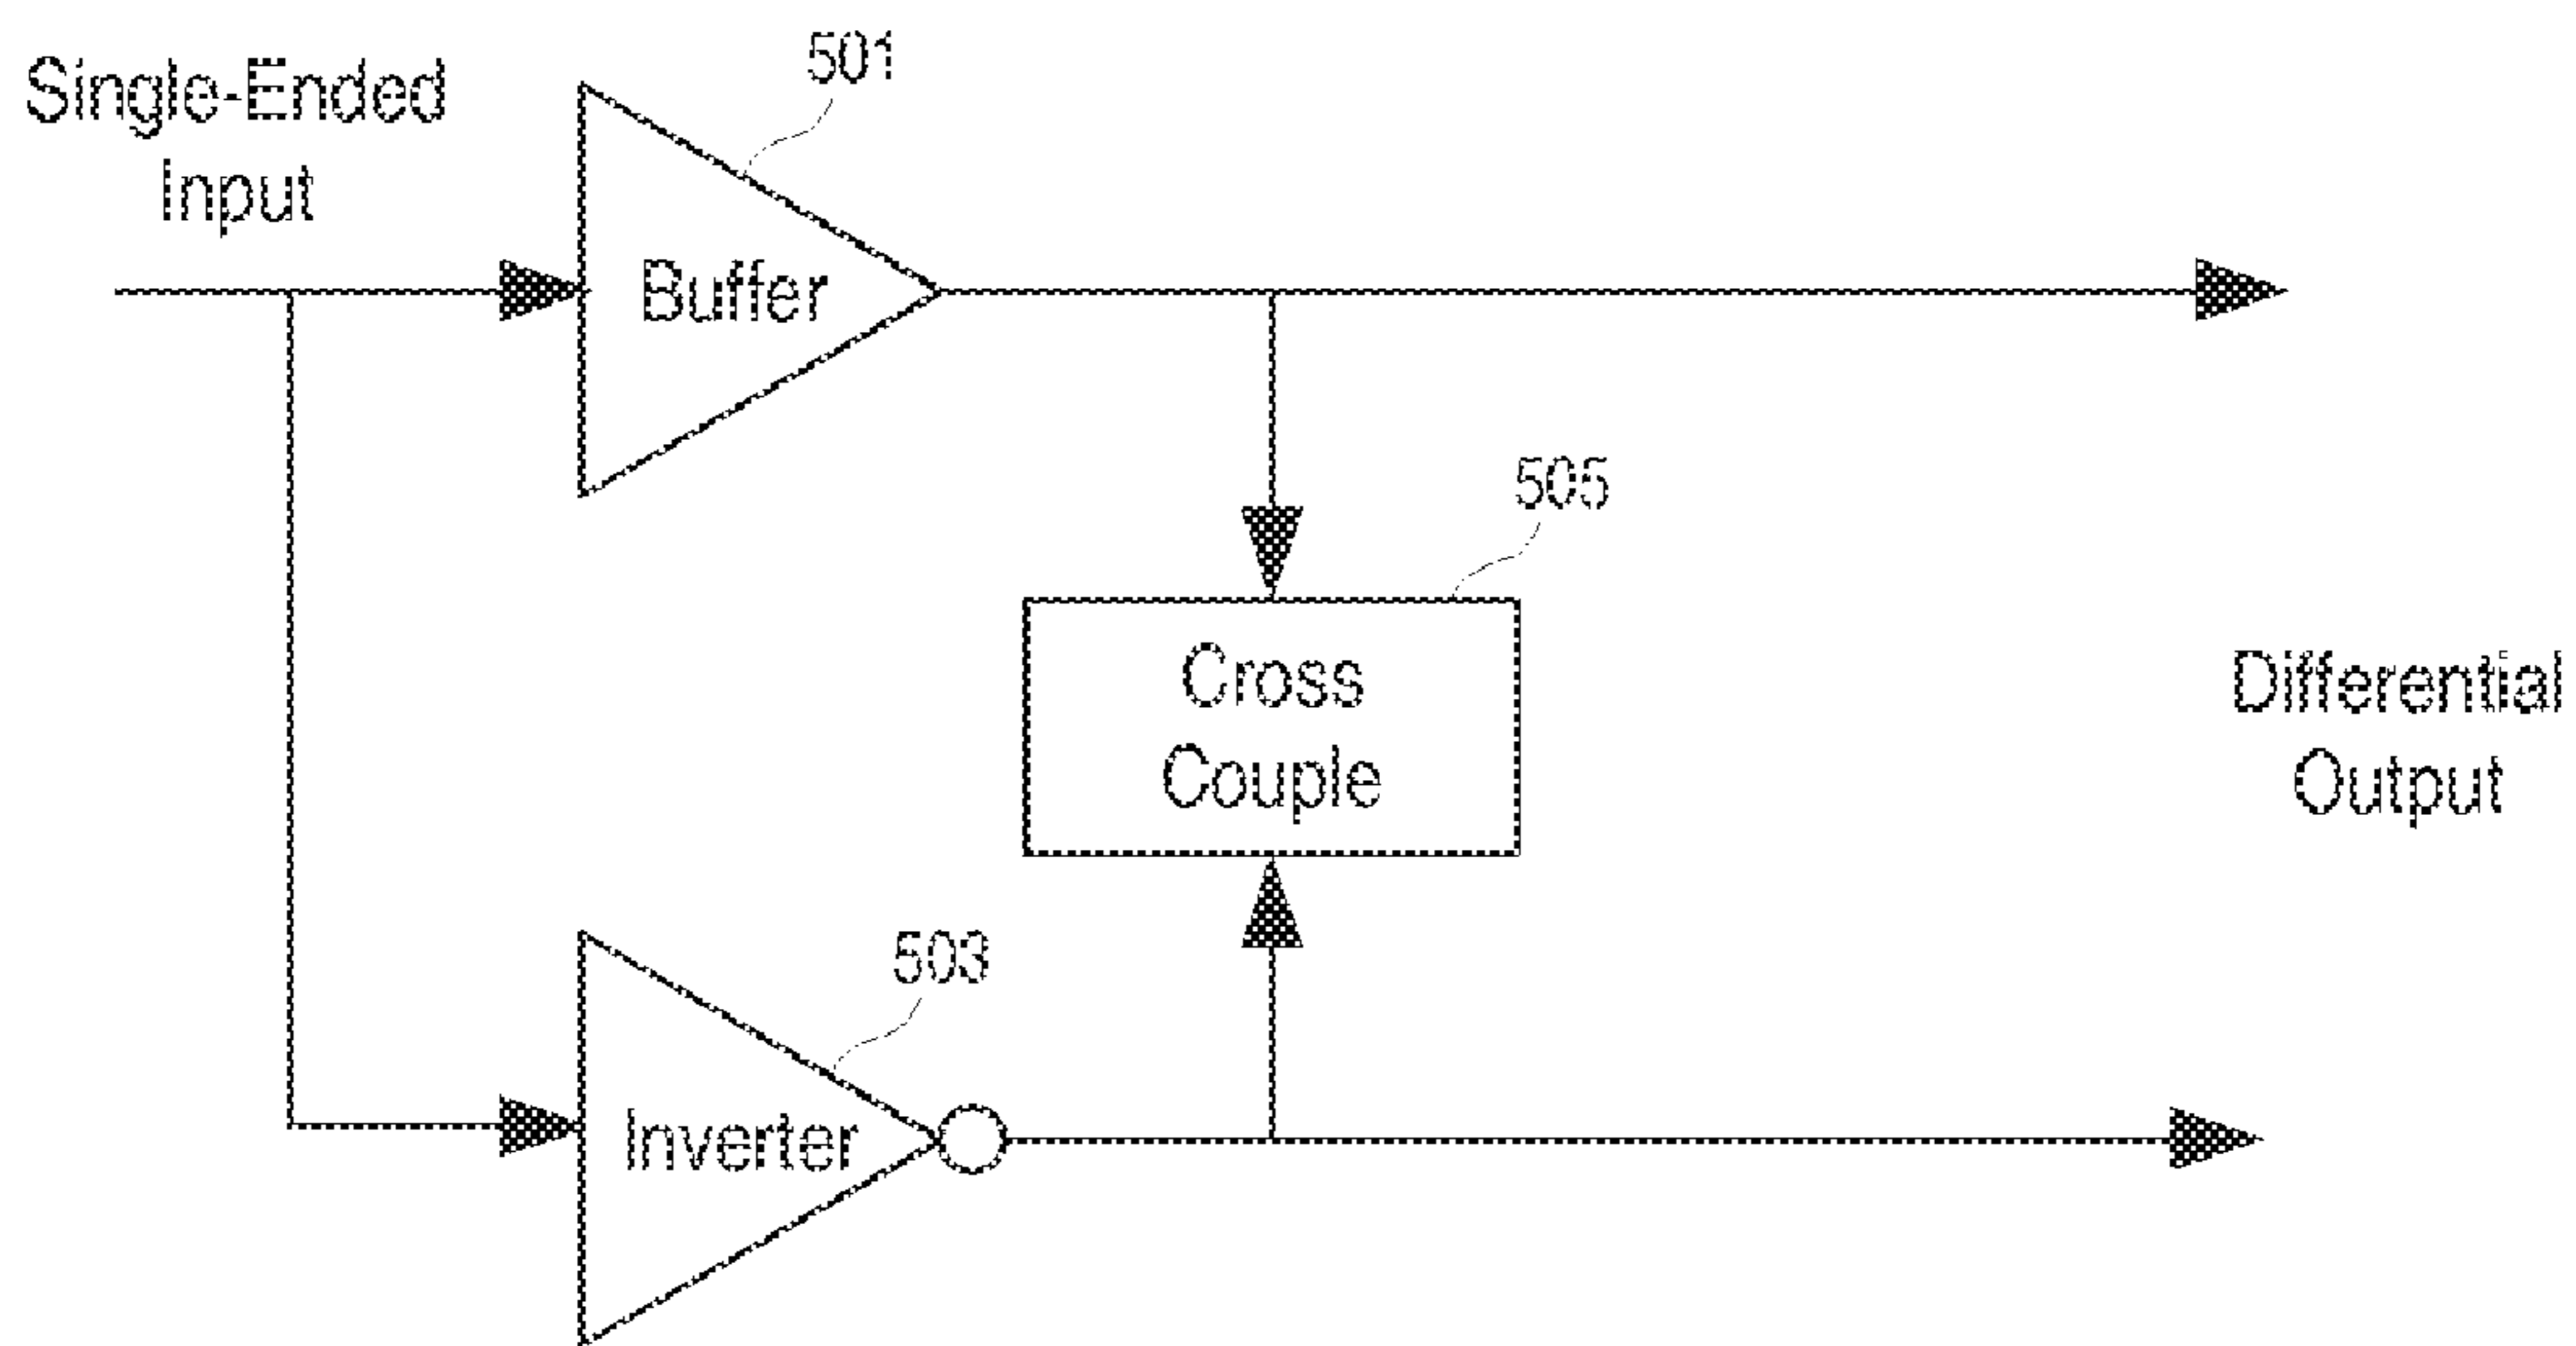 Single-Ended
Input
501
Buffer
505
Cross
Couple
Differential
Output
503
Inverter